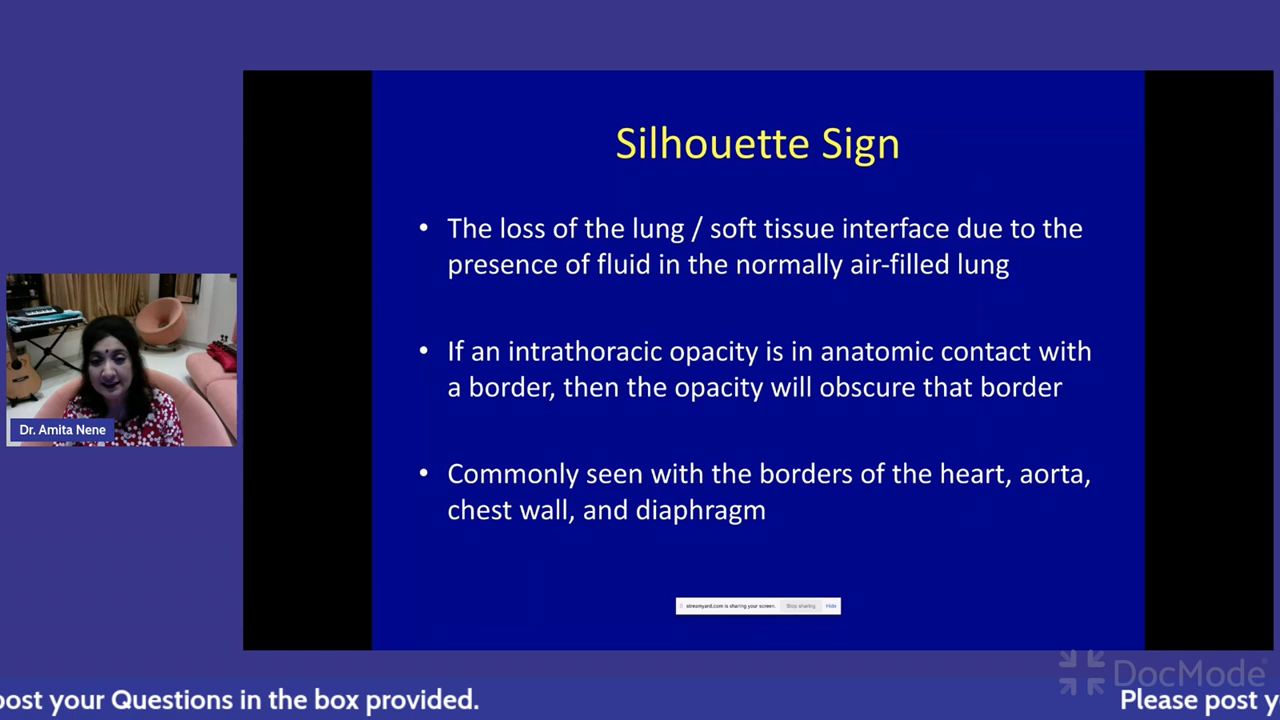 Silhouette Sign
• The loss of the lung / soft tissue interface due to the
presence of fluid in the normally air-filled lung
• If an intrathoracic opacity is in anatomic contact with
a border, then the opacity will obscure that border
• Commonly seen with the borders of the heart, aorta,
chest wall, and diaphragm
Dr. Amita Nene
streamyard.com is sharing your screen. Stop sharing Hide
DocMode
post your Questions in the box provided. Please post y